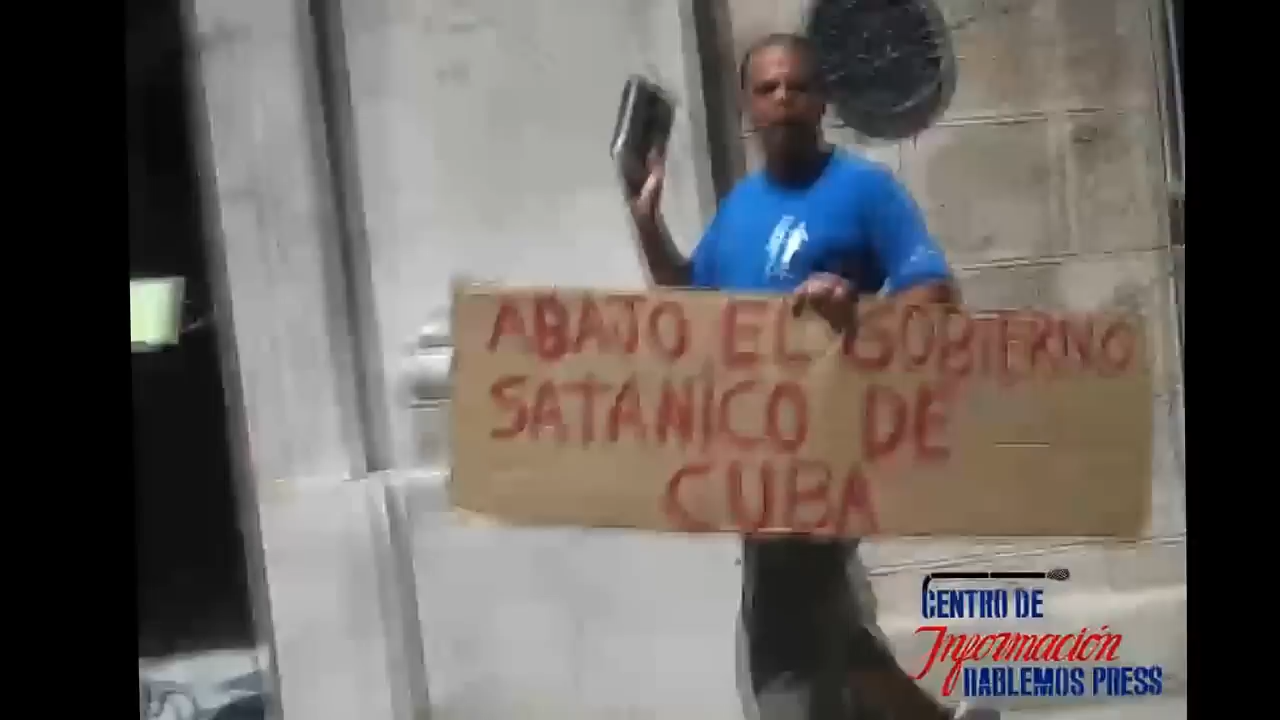 ABAJO EL GOBIERNO
SATANICO DE
CUBA
CENTRO DE
Información
HABLEMOS PRESS